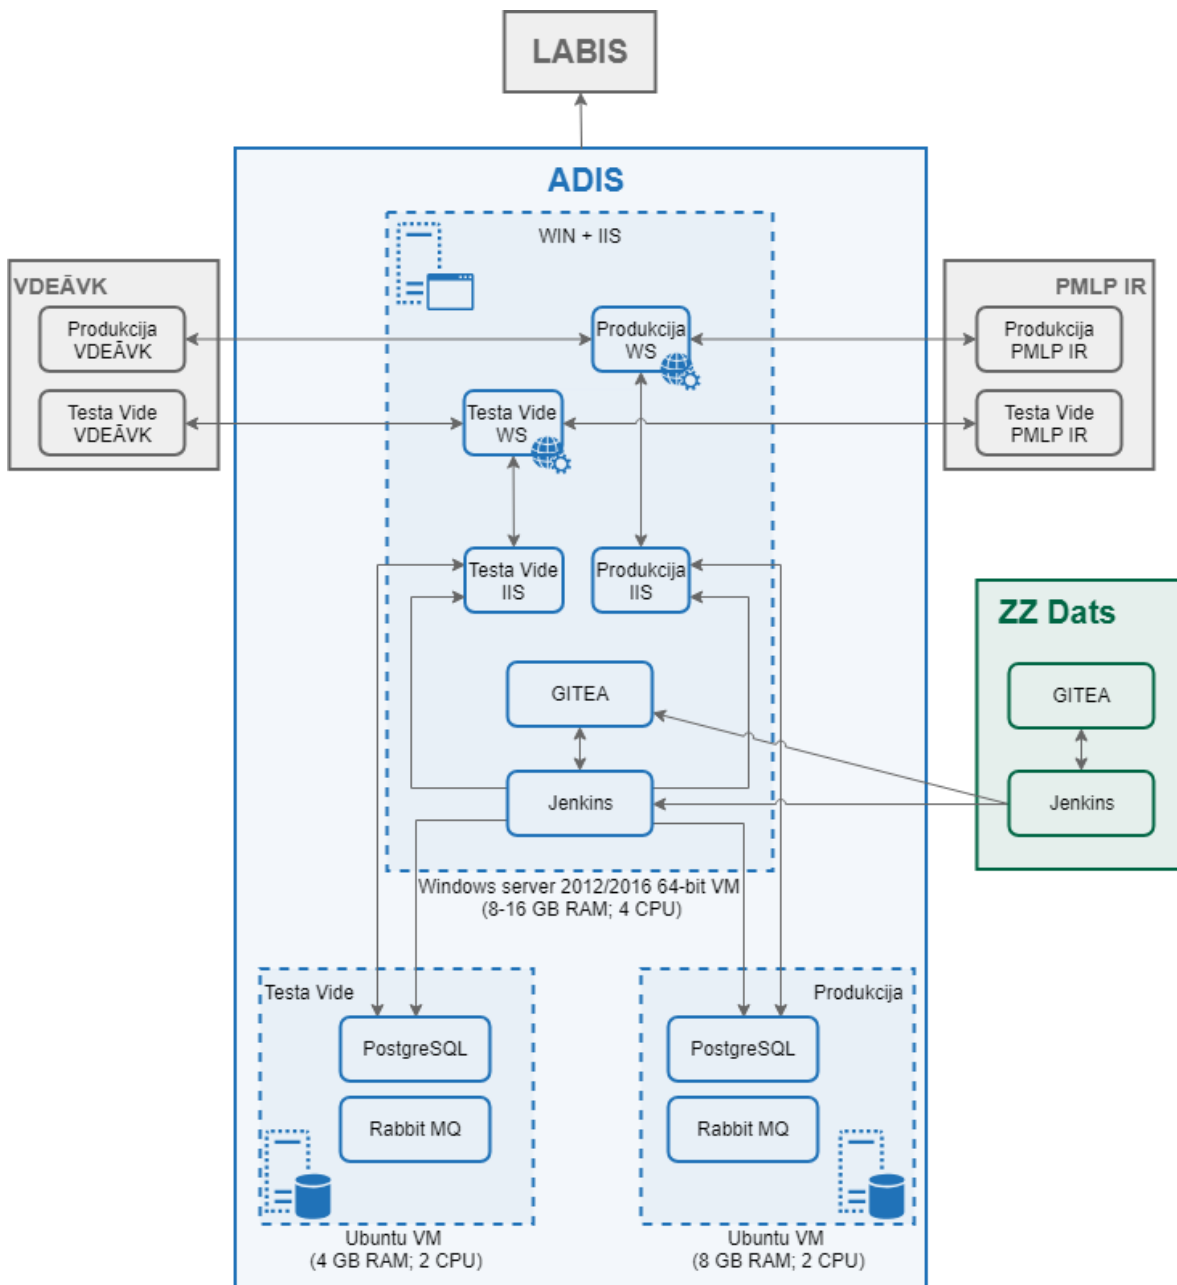 LABIS
ADIS
WIN + IIS
VDEĀVK
Produkcija
VDEĀVK
Testa Vide
VDEĀVK
Produkcija
WS
Testa Vide
WS
PMLP IR
Produkcija
PMLP IR
Testa Vide
PMLP IR
Testa Vide
IIS
Produkcija
IIS
ZZ Dats
GITEA
Jenkins
GITEA
Jenkins
Windows server 2012/2016 64-bit VM
(8-16 GB RAM; 4 CPU)
Testa Vide
PostgreSQL
Rabbit MQ
Ubuntu VM
(4 GB RAM; 2 CPU)
Produkcija
PostgreSQL
Rabbit MQ
Ubuntu VM
(8 GB RAM; 2 CPU)